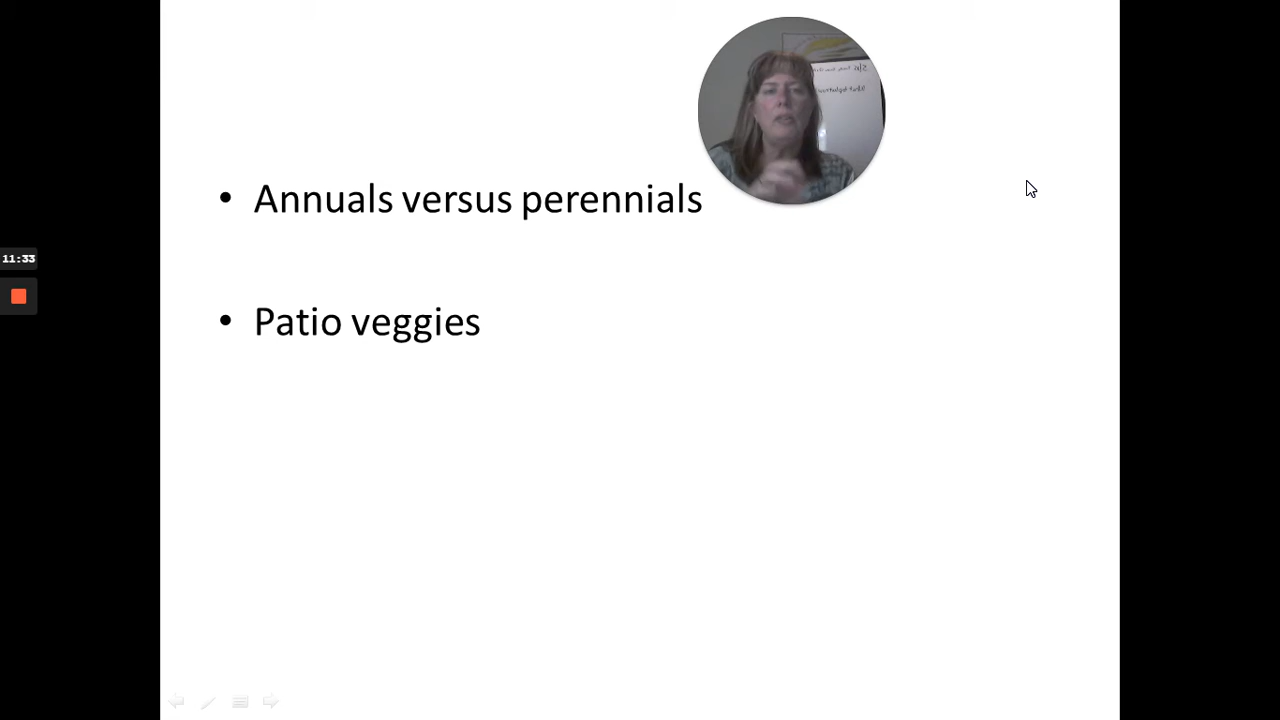 • Annuals versus perennials
11:33
• Patio veggies